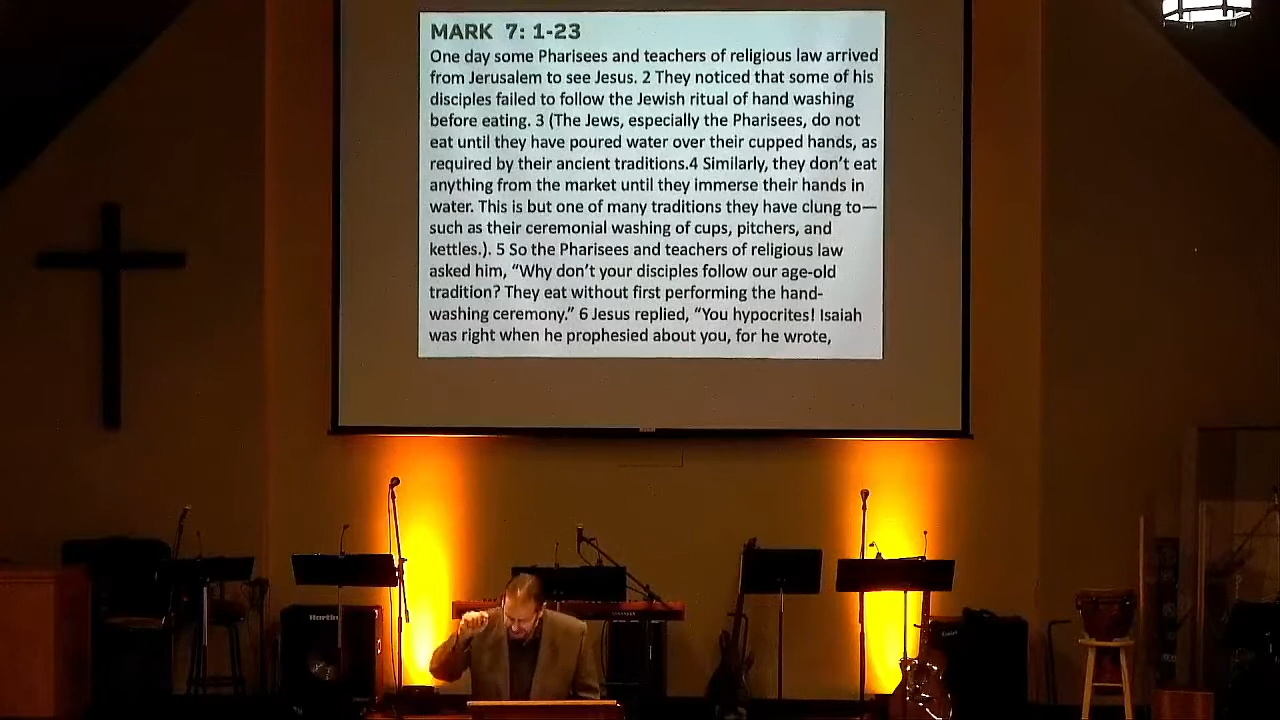 MARK 7: 1-23
One day some Pharisees and teachers of religious law arrived
from Jerusalem to see Jesus. 2 They noticed that some of his
disciples failed to follow the Jewish ritual of hand washing
before eating. 3 (The Jews, especially the Pharisees, do not
eat until they have poured water over their cupped hands, as
required by their ancient traditions.4 Similarly, they don't eat
anything from the market until they immerse their hands in
water. This is but one of many traditions they have clung to—
such as their ceremonial washing of cups, pitchers, and
kettles.). 5 So the Pharisees and teachers of religious law
asked him, “Why don't your disciples follow our age-old
tradition? They eat without first performing the hand-
washing ceremony.” 6 Jesus replied, “You hypocrites! Isaiah
was right when he prophesied about you, for he wrote,